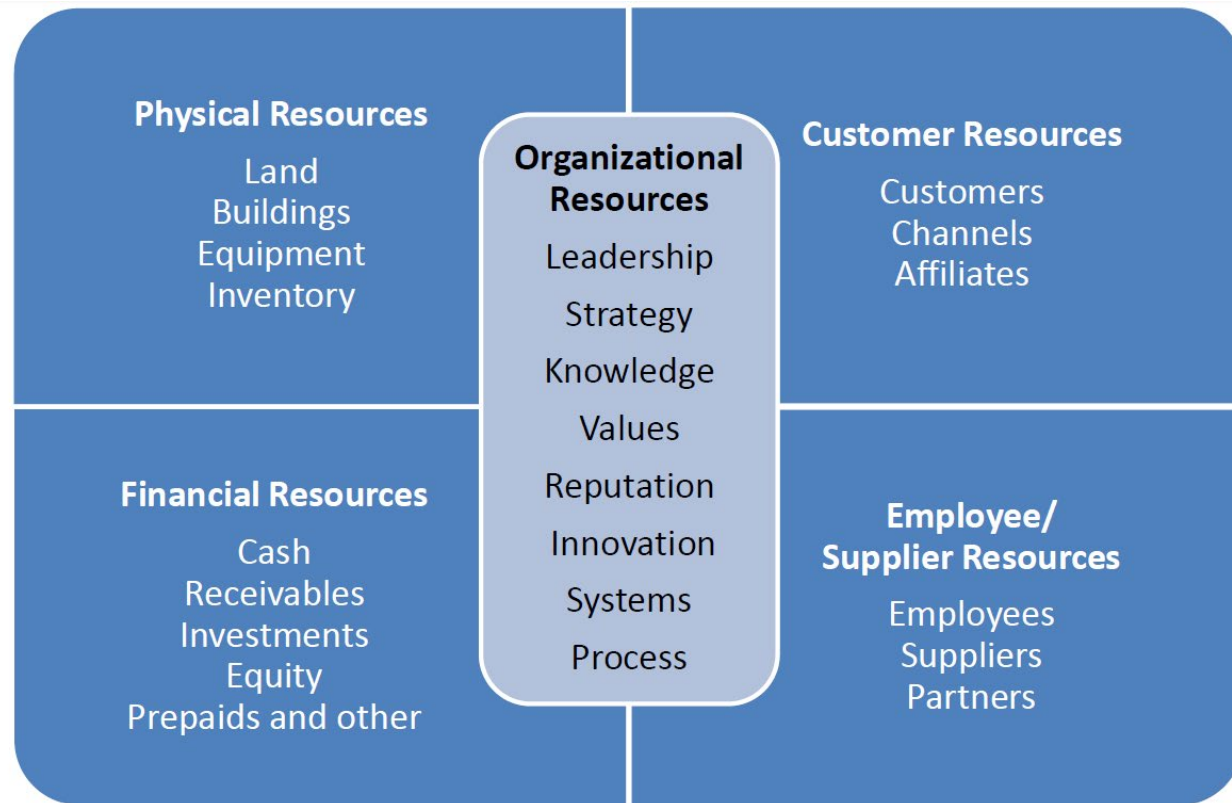 Physical Resources
Land
Buildings
Equipment
Inventory
Customer Resources
Customers
Channels
Affiliates
Organizational
Resources
Leadership
Strategy
Knowledge
Values
Reputation
Innovation
Systems
Process
Financial Resources
Cash
Receivables
Investments
Equity
Prepaids and other
Employee/
Supplier Resources
Employees
Suppliers
Partners